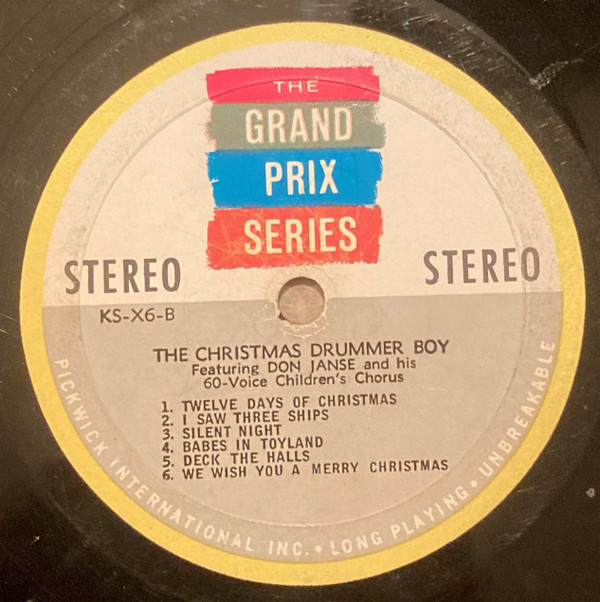 THE
GRAND
PRIX
SERIES
STEREO
STEREO
KS-X6-B
THE CHRISTMAS DRUMMER BOY
Featuring DON JANSE and his
60-Voice Children's Chorus
1. TWELVE DAYS OF CHRISTMAS
2. I SAW THREE SHIPS
3. SILENT NIGHT
4. BABES IN TOYLAND
5. DECK THE HALLS
6. WE WISH YOU A MERRY CHRISTMAS
PICKWICK INTERNATIONAL INC. • LONG PLAYING • UNBREAKABLE